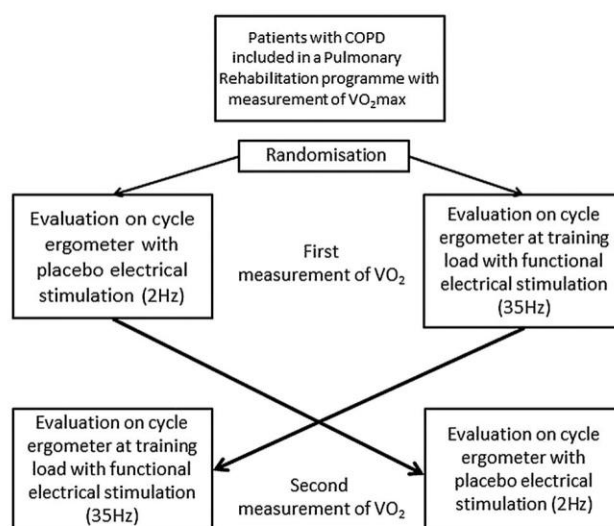 Patients with COPD
included in a Pulmonary
Rehabilitation programme with
measurement of VO₂max
Randomisation
Evaluation on cycle
ergometer with
placebo electrical
stimulation (2Hz)
First
measurement of VO₂
Evaluation on cycle
ergometer at training
load with functional
electrical stimulation
(35Hz)
Evaluation on cycle
ergometer at training
load with functional
electrical stimulation
(35Hz)
Second
measurement of VO₂
Evaluation on cycle
ergometer with
placebo electrical
stimulation (2Hz)